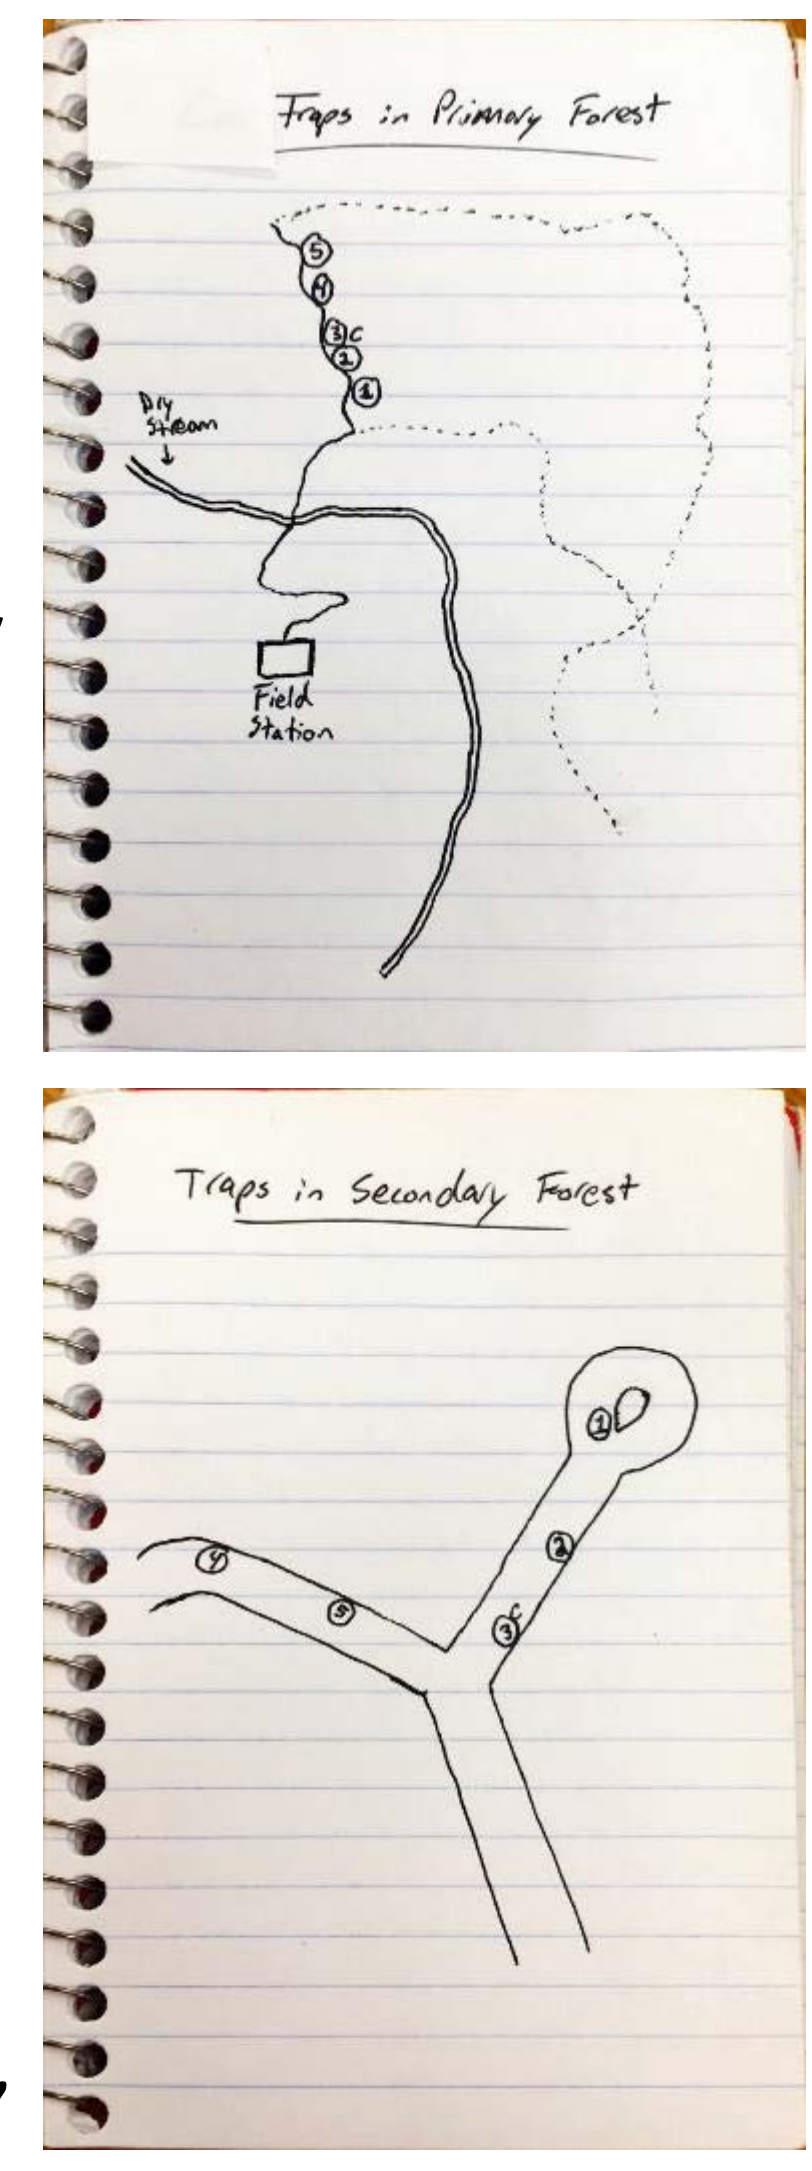 Traps in Primary Forest
5
4
3 C
2
1
Dry
Stream
Field
Station
Traps in Secondary Forest
1
2
C
3
4
5